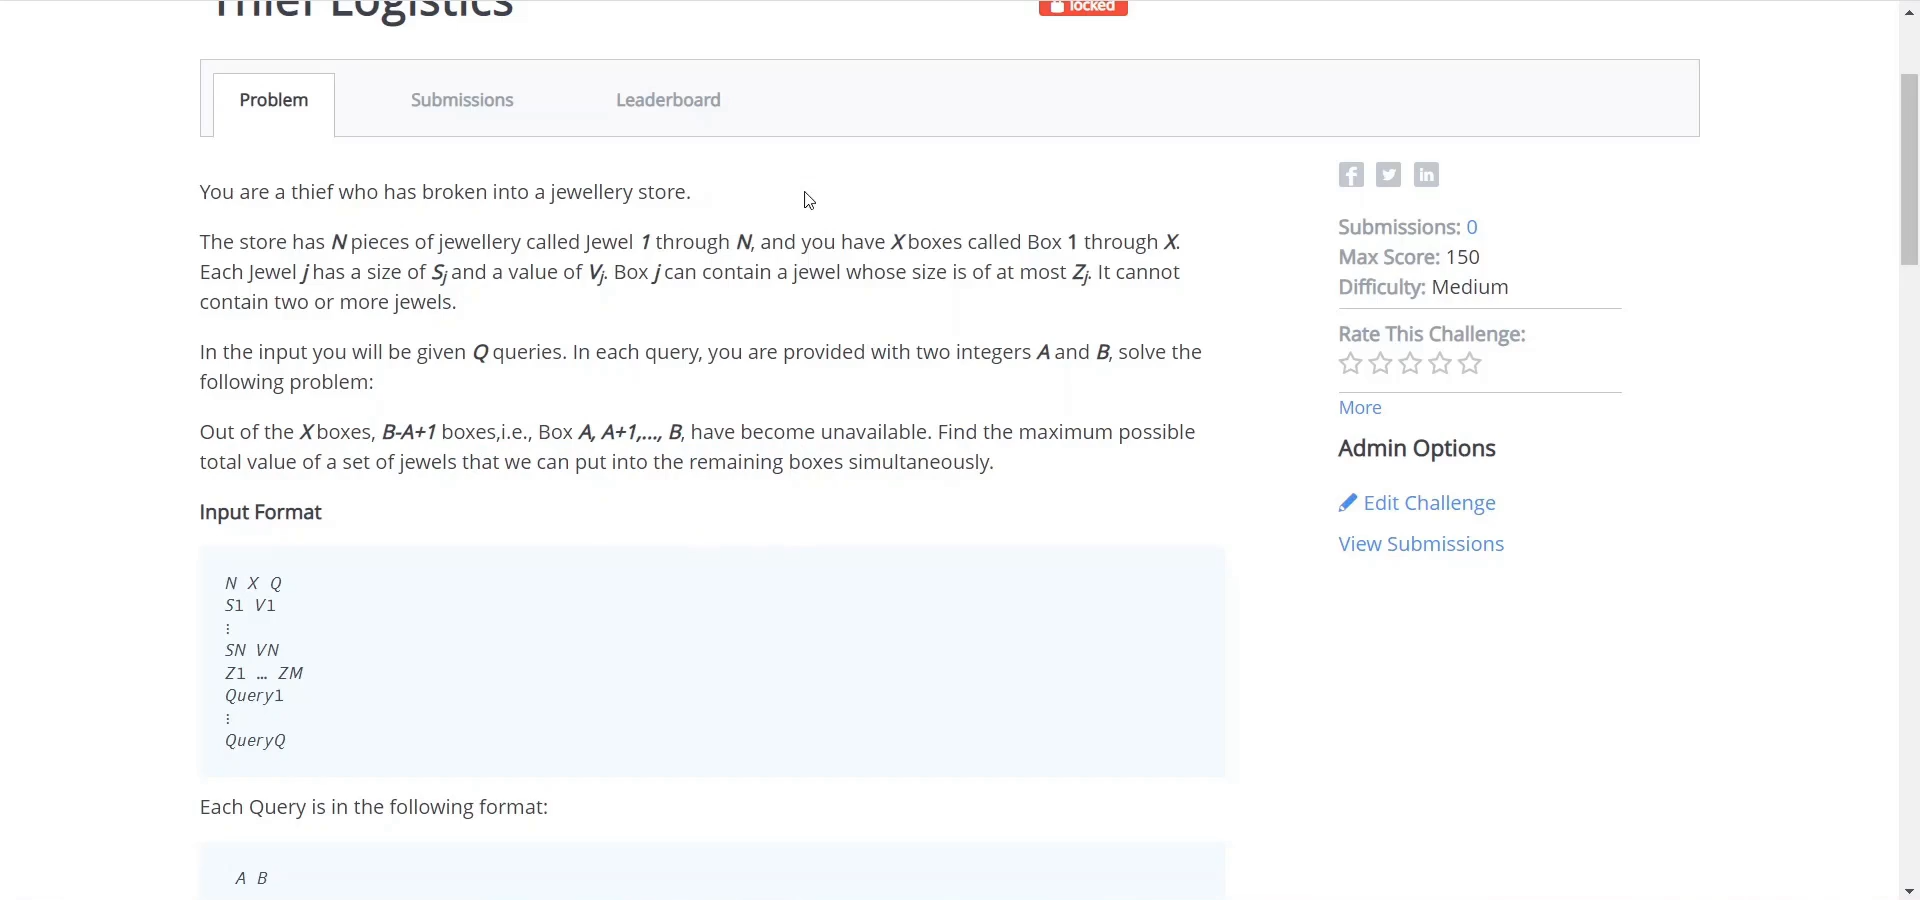 Thief Logistics
locked
Problem Submissions Leaderboard
You are a thief who has broken into a jewellery store.
The store has N pieces of jewellery called Jewel 1 through N, and you have X boxes called Box 1 through X.
Each Jewel j has a size of Sj and a value of Vj. Box j can contain a jewel whose size is of at most Zj. It cannot
contain two or more jewels.
In the input you will be given Q queries. In each query, you are provided with two integers A and B, solve the
following problem:
Out of the X boxes, B-A+1 boxes,i.e., Box A, A+1,..., B, have become unavailable. Find the maximum possible
total value of a set of jewels that we can put into the remaining boxes simultaneously.
Input Format
N X Q
S1 V1
⋮
SN VN
Z1 … ZM
Query1
⋮
QueryQ
Each Query is in the following format:
A B
f
in
Submissions: 0
Max Score: 150
Difficulty: Medium
Rate This Challenge:
More
Admin Options
Edit Challenge
View Submissions